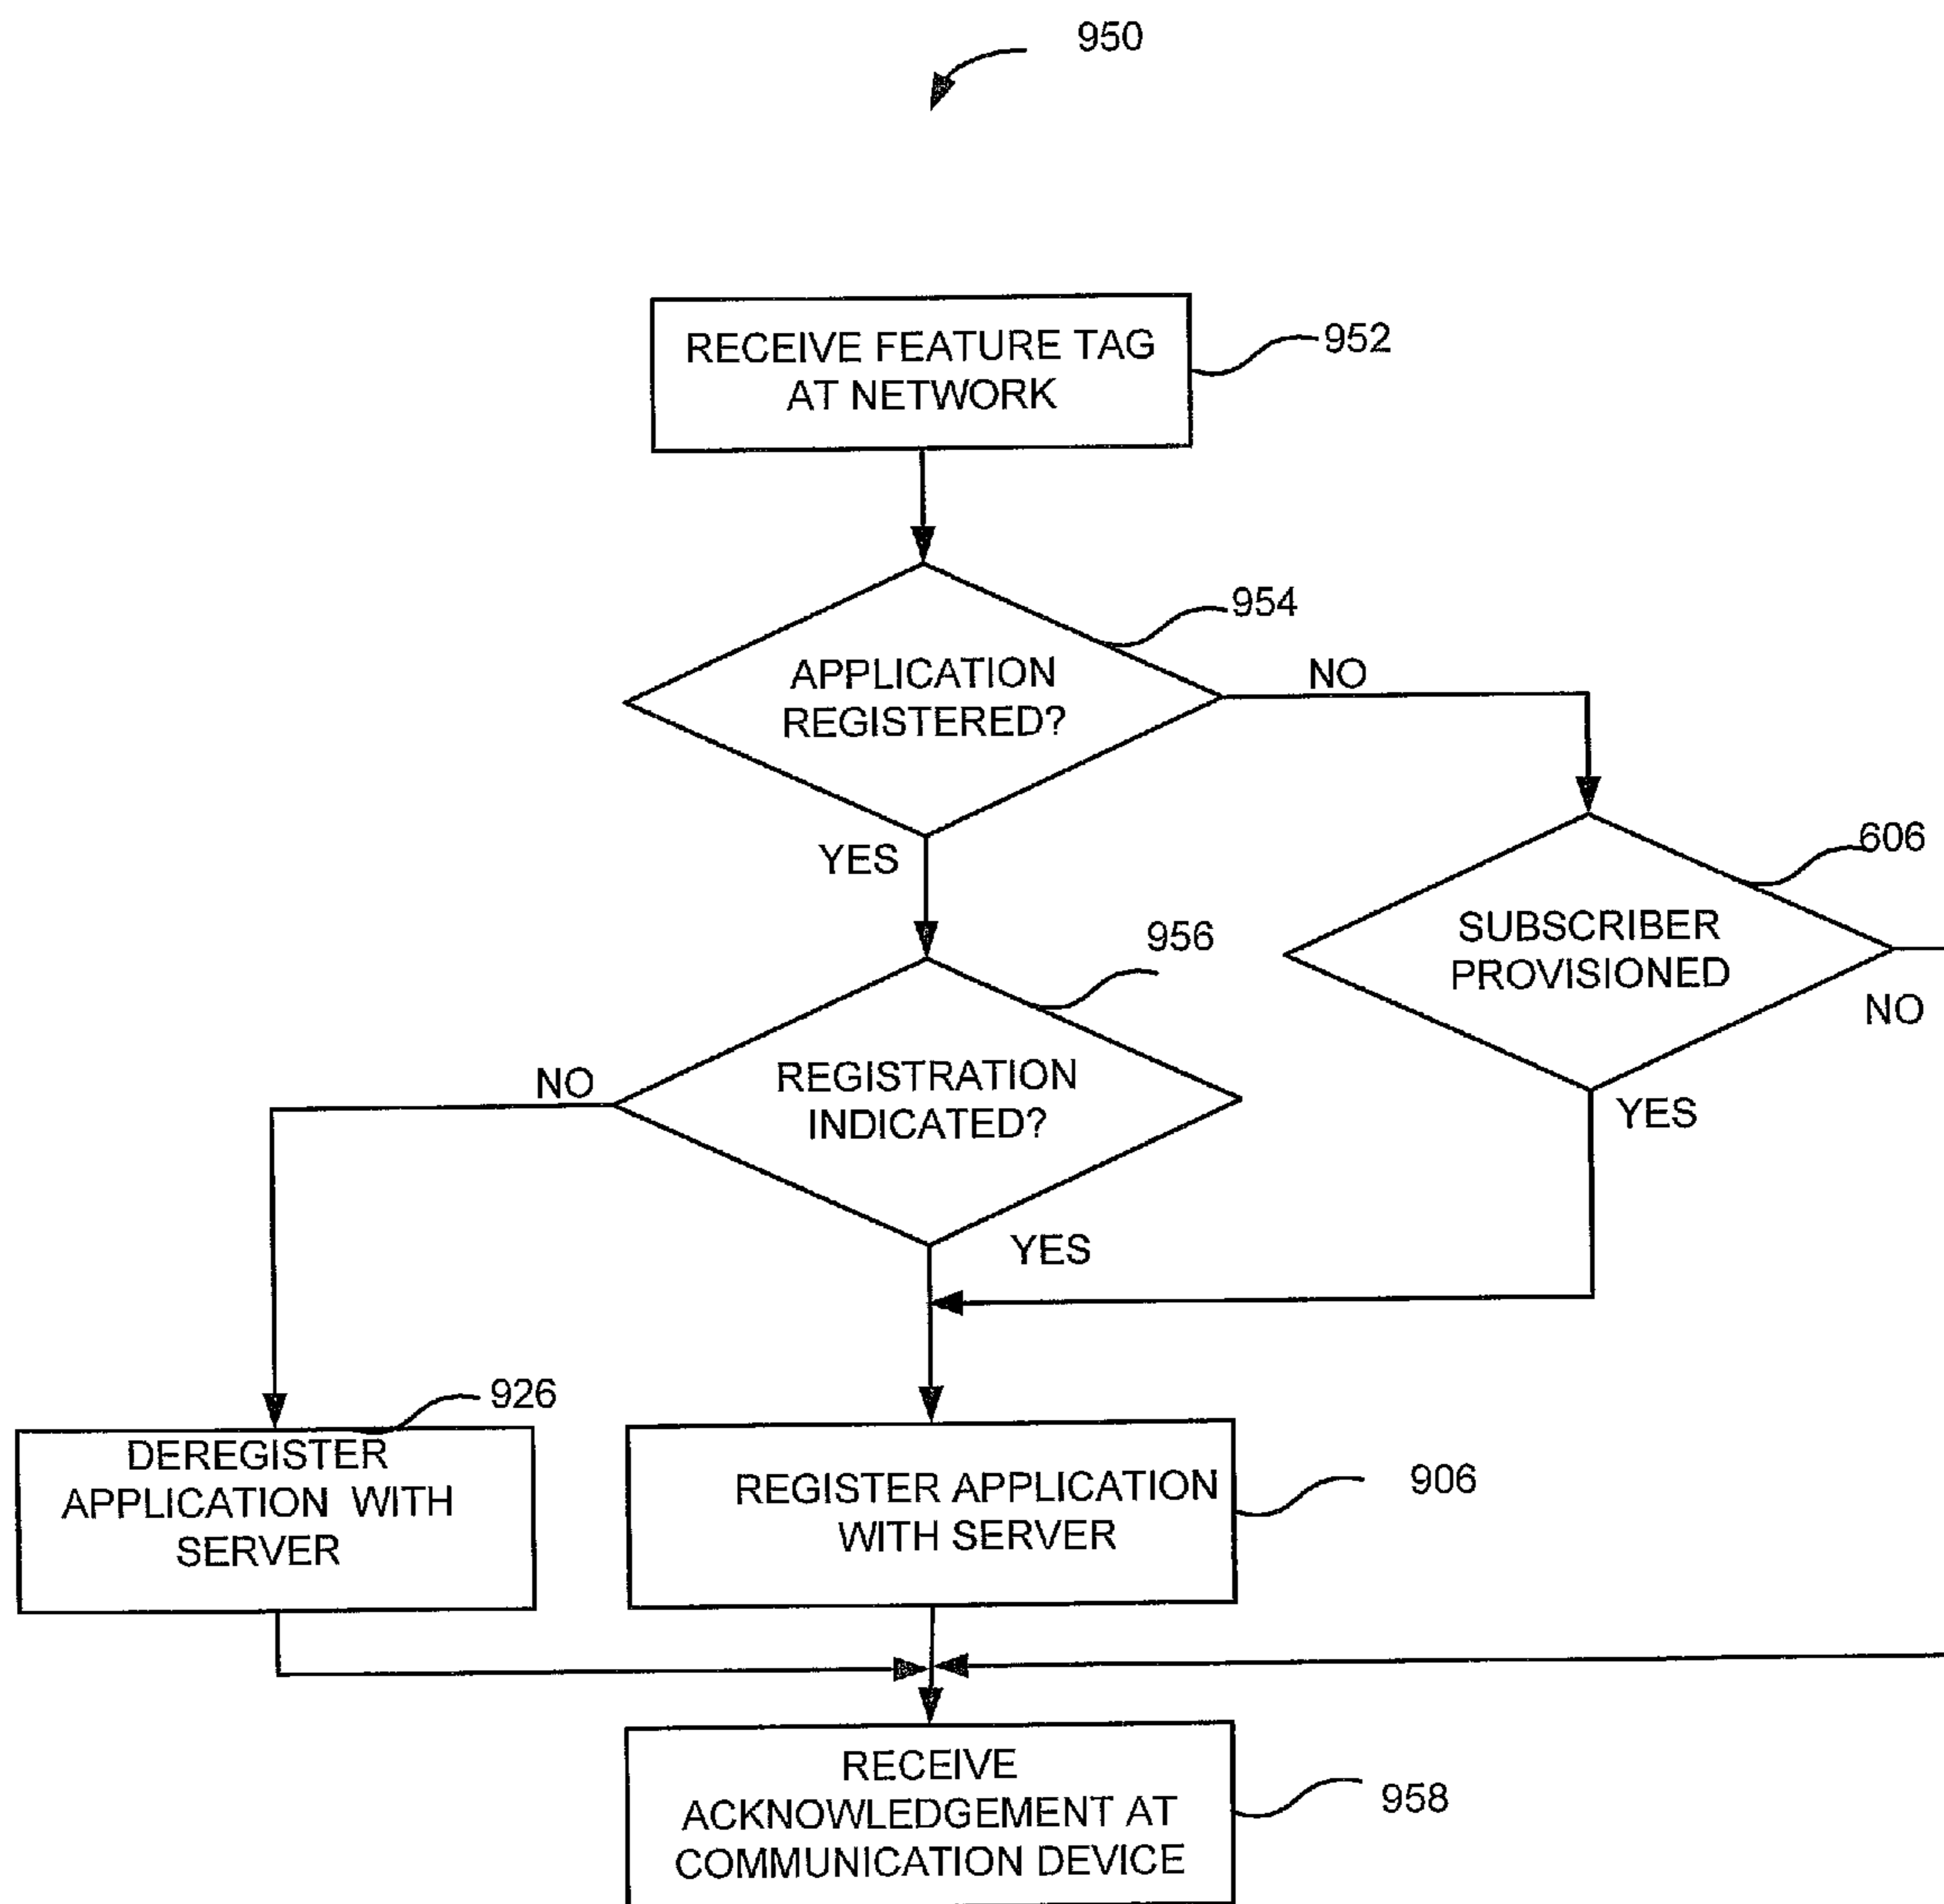 950
RECEIVE FEATURE TAG
AT NETWORK
952
954
APPLICATION
REGISTERED?
NO
YES
606
SUBSCRIBER
PROVISIONED
NO
YES
956
REGISTRATION
INDICATED?
NO
YES
926
DEREGISTER
APPLICATION WITH
SERVER
REGISTER APPLICATION
WITH SERVER
906
RECEIVE
ACKNOWLEDGEMENT AT
COMMUNICATION DEVICE
958